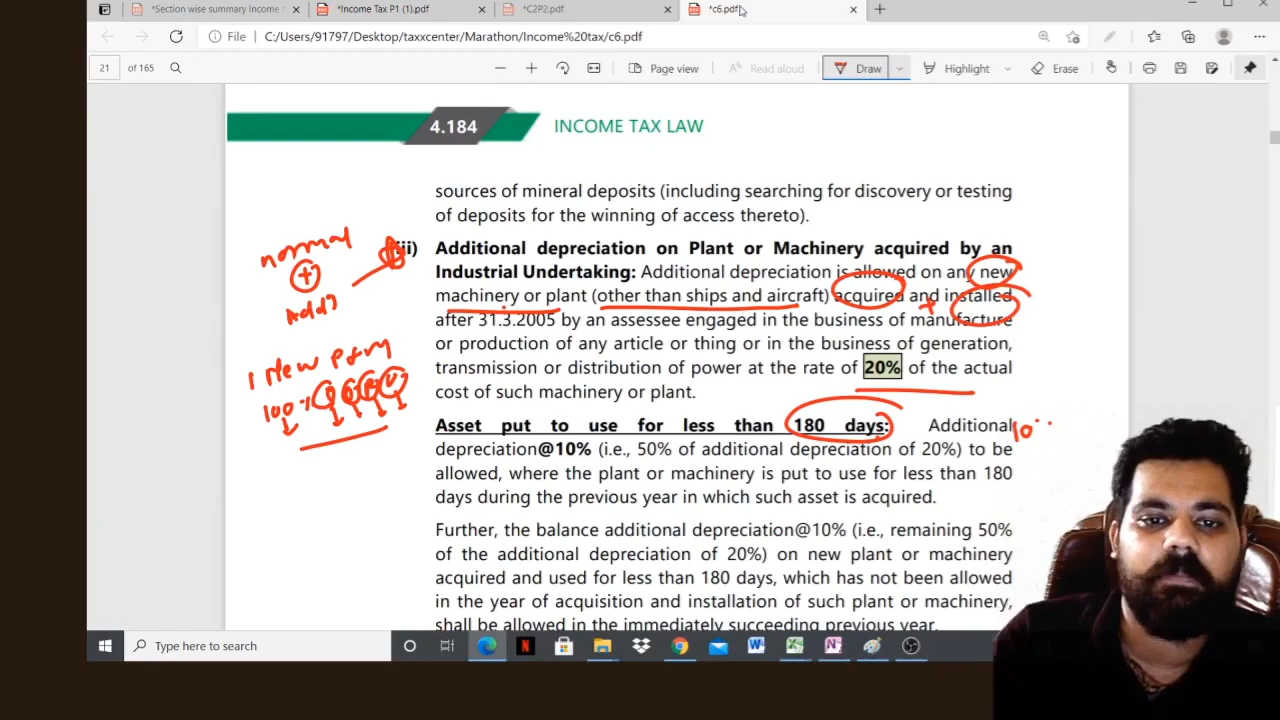 *Section wise summary Income T
*Income Tax P1 (1).pdf
*C2P2.pdf
*c6.pdf
File
C:/Users/91797/Desktop/taxxcenter/Marathon/Income%20tax/c6.pdf
21 of 165
Page view
Read aloud
Draw
Highlight
Erase
4.184 INCOME TAX LAW
sources of mineral deposits (including searching for discovery or testing
of deposits for the winning of access thereto).
normal
+
Add?
1 New P&M
100%
Additional depreciation on Plant or Machinery acquired by an
Industrial Undertaking: Additional depreciation is allowed on any new
machinery or plant (other than ships and aircraft) acquired and installed
+
after 31.3.2005 by an assessee engaged in the business of manufacture
or production of any article or thing or in the business of generation,
transmission or distribution of power at the rate of 20% of the actual
cost of such machinery or plant.
Asset put to use for less than 180 days: Additional
10
depreciation@10% (i.e., 50% of additional depreciation of 20%) to be
allowed, where the plant or machinery is put to use for less than 180
days during the previous year in which such asset is acquired.
Further, the balance additional depreciation@10% (i.e., remaining 50%
of the additional depreciation of 20%) on new plant or machinery
acquired and used for less than 180 days, which has not been allowed
in the year of acquisition and installation of such plant or machinery,
shall be allowed in the immediately succeeding previous year.
Type here to search